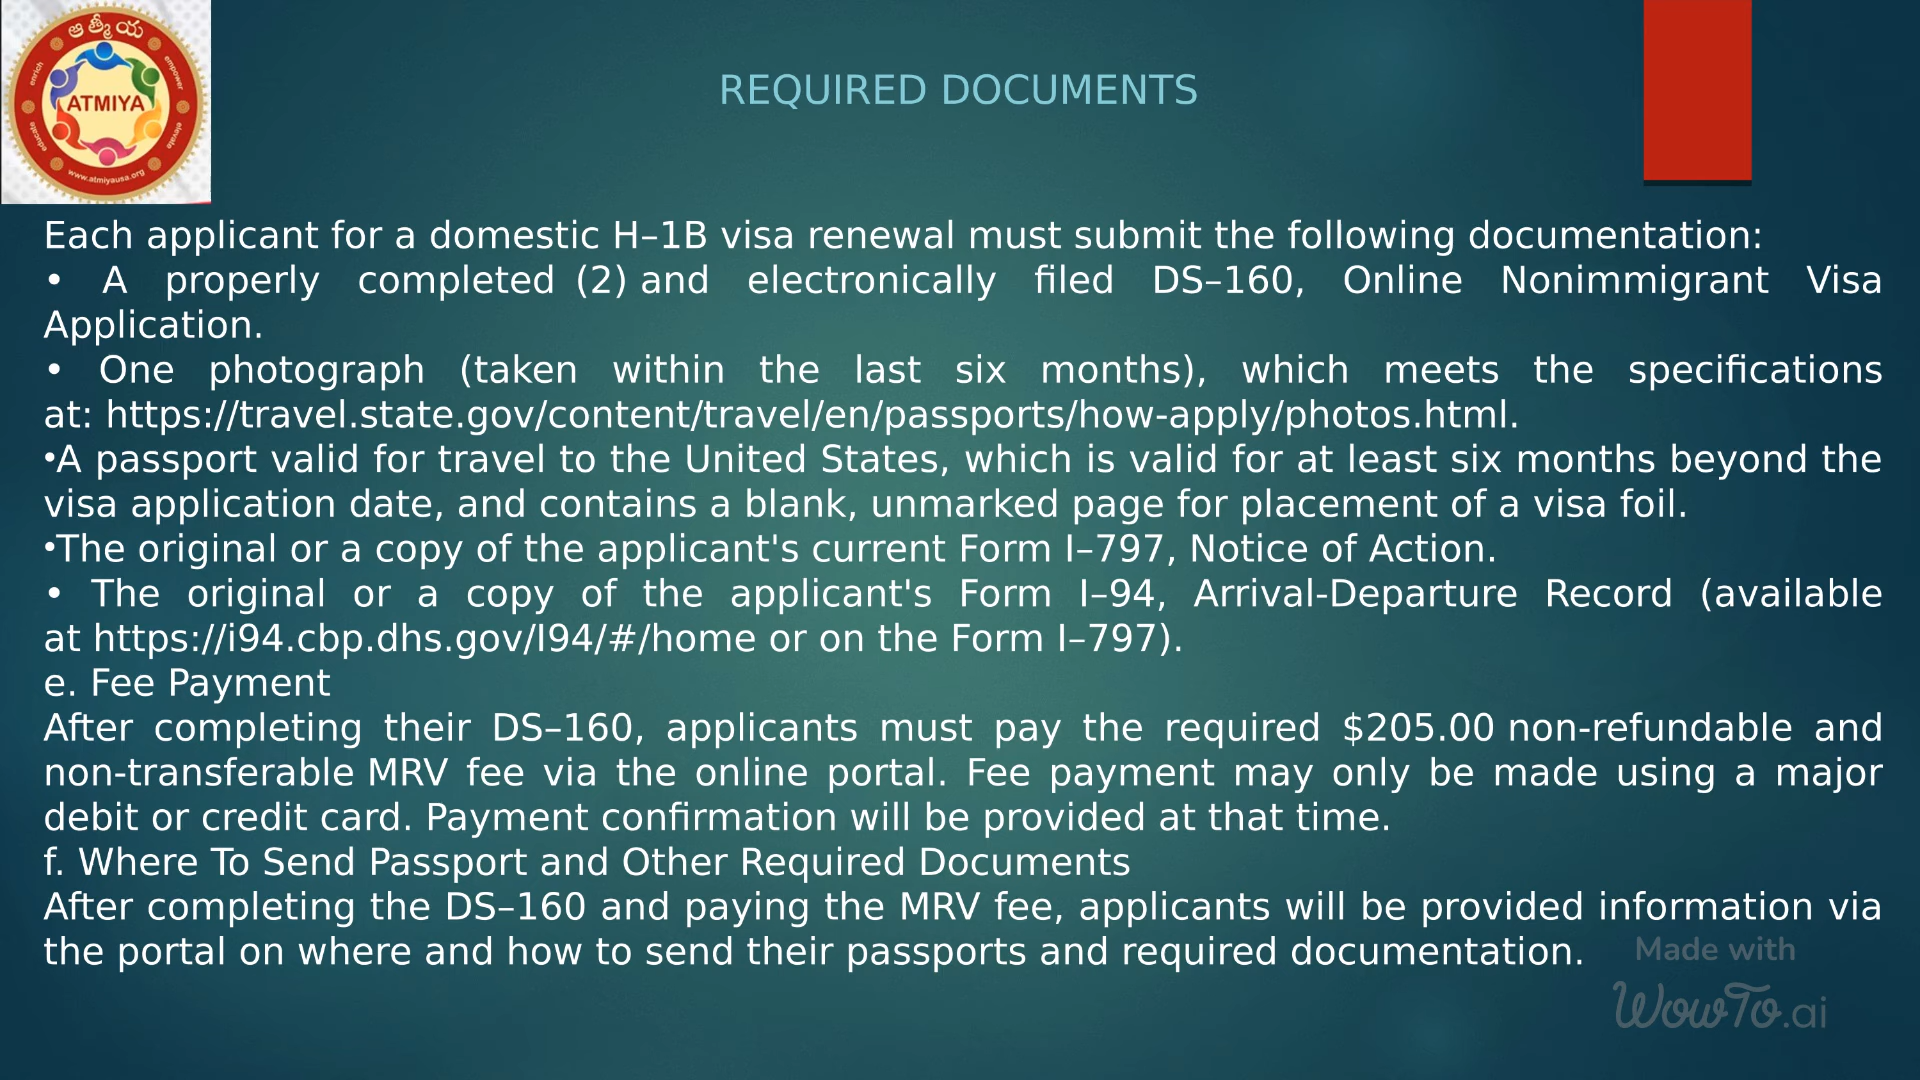 ఆత్మీయ
enrich
empower
ATMIYA
educate
elevate
www.atmiyausa.org
REQUIRED DOCUMENTS
Each applicant for a domestic H–1B visa renewal must submit the following documentation:
• A properly completed (2) and electronically filed DS–160, Online Nonimmigrant Visa
Application.
• One photograph (taken within the last six months), which meets the specifications
at: https://travel.state.gov/content/travel/en/passports/how-apply/photos.html.
•A passport valid for travel to the United States, which is valid for at least six months beyond the
visa application date, and contains a blank, unmarked page for placement of a visa foil.
•The original or a copy of the applicant's current Form I–797, Notice of Action.
• The original or a copy of the applicant's Form I–94, Arrival-Departure Record (available
at https://i94.cbp.dhs.gov/I94/#/home or on the Form I–797).
e. Fee Payment
After completing their DS–160, applicants must pay the required $205.00 non-refundable and
non-transferable MRV fee via the online portal. Fee payment may only be made using a major
debit or credit card. Payment confirmation will be provided at that time.
f. Where To Send Passport and Other Required Documents
After completing the DS–160 and paying the MRV fee, applicants will be provided information via
the portal on where and how to send their passports and required documentation.
Made with
WowTo.ai